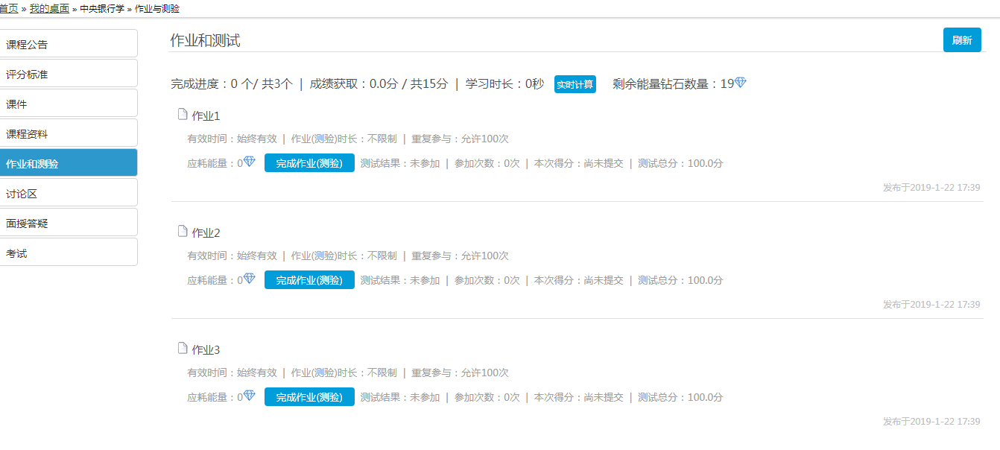 首页 » 我的桌面 » 中央银行学 » 作业与测验
课程公告
评分标准
课件
课程资料
作业和测验
讨论区
面授答疑
考试
作业和测试
刷新
完成进度：0 个/ 共3个 | 成绩获取：0.0分 / 共15分 | 学习时长：0秒 实时计算 剩余能量钻石数量：19
作业1
有效时间：始终有效 | 作业(测验)时长：不限制 | 重复参与：允许100次
应耗能量：0 完成作业(测验) 测试结果：未参加 | 参加次数：0次 | 本次得分：尚未提交 | 测试总分：100.0分
发布于2019-1-22 17:39
作业2
有效时间：始终有效 | 作业(测验)时长：不限制 | 重复参与：允许100次
应耗能量：0 完成作业(测验) 测试结果：未参加 | 参加次数：0次 | 本次得分：尚未提交 | 测试总分：100.0分
发布于2019-1-22 17:39
作业3
有效时间：始终有效 | 作业(测验)时长：不限制 | 重复参与：允许100次
应耗能量：0 完成作业(测验) 测试结果：未参加 | 参加次数：0次 | 本次得分：尚未提交 | 测试总分：100.0分
发布于2019-1-22 17:39